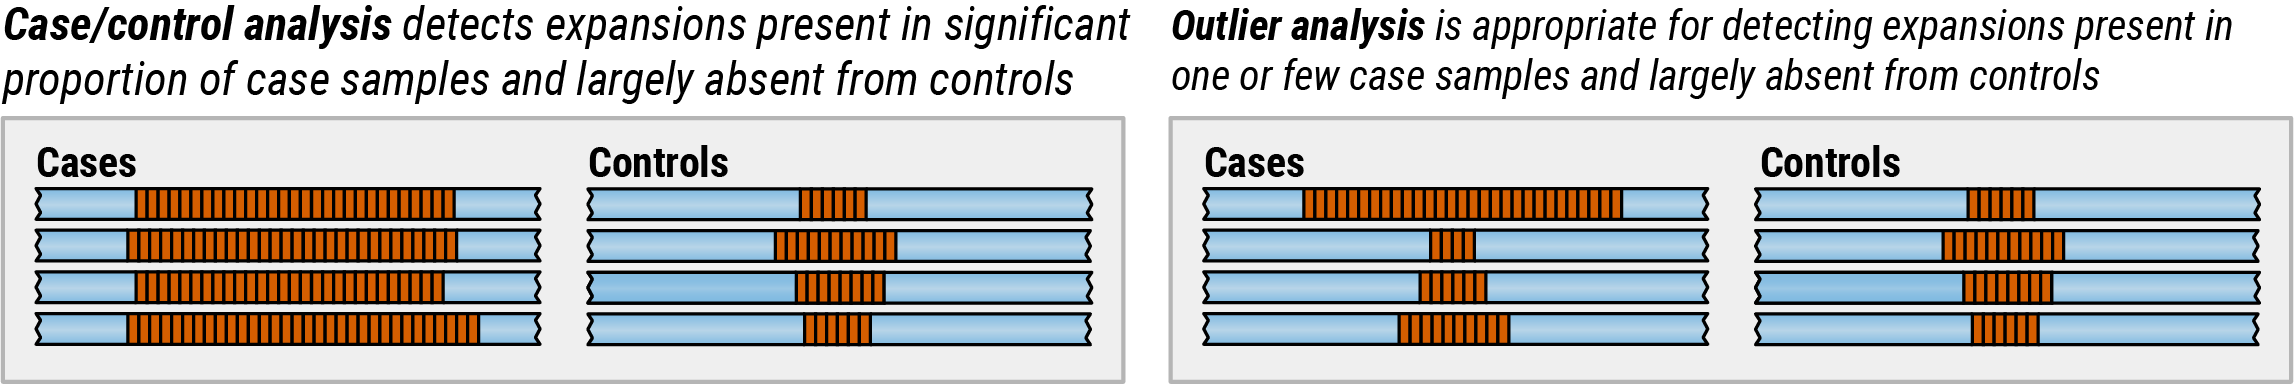 Case/control analysis detects expansions present in significant
proportion of case samples and largely absent from controls
Cases
Controls
Outlier analysis is appropriate for detecting expansions present in
one or few case samples and largely absent from controls
Cases
Controls